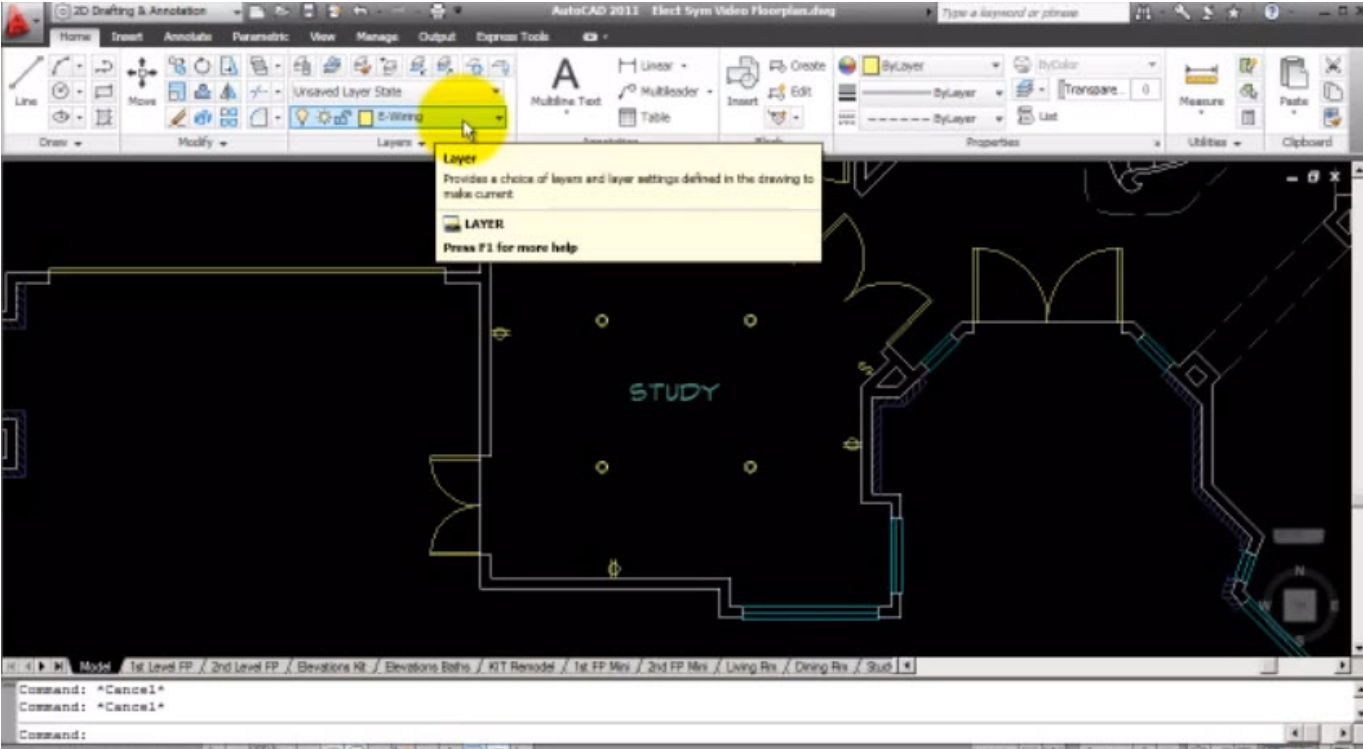 2D Drafting & Annotation
AutoCAD 2011 Elect Sym Video Floorplan.dwg
Type a keyword or phrase
Home Insert Annotate Parametric View Manage Output Express Tools
Line
Move
Unsaved Layer State
E-Wiring
Multiline Text
Linear
Multileader
Table
Insert
Create
Edit
ByLayer
ByLayer
ByLayer
ByColor
Transpare... 0
List
Measure
Paste
Draw
Modify
Layers
Annotation
Block
Properties
Utilities
Clipboard
Layer
Provides a choice of layers and layer settings defined in the drawing to
make current
LAYER
Press F1 for more help
STUDY
S
N
W
E
S
Model 1st Level FP 2nd Level FP Elevations Kit Elevations Baths KIT Remodel 1st FP Mini 2nd FP Mini Living Rm Dining Rm Stud
Command: *Cancel*
Command: *Cancel*
Command: